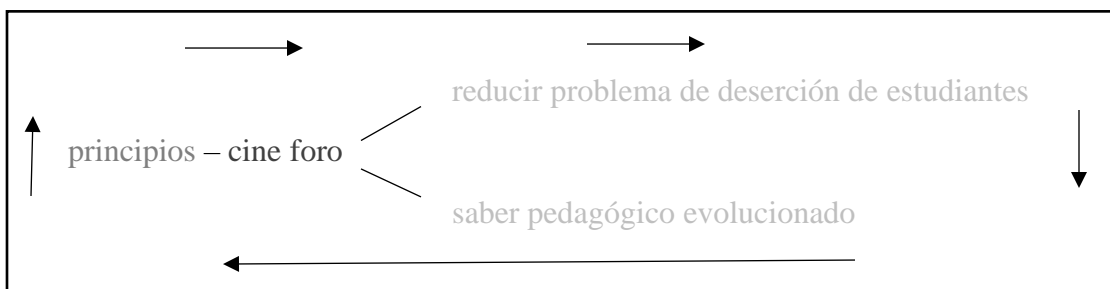 reducir problema de deserción de estudiantes
principios – cine foro
saber pedagógico evolucionado